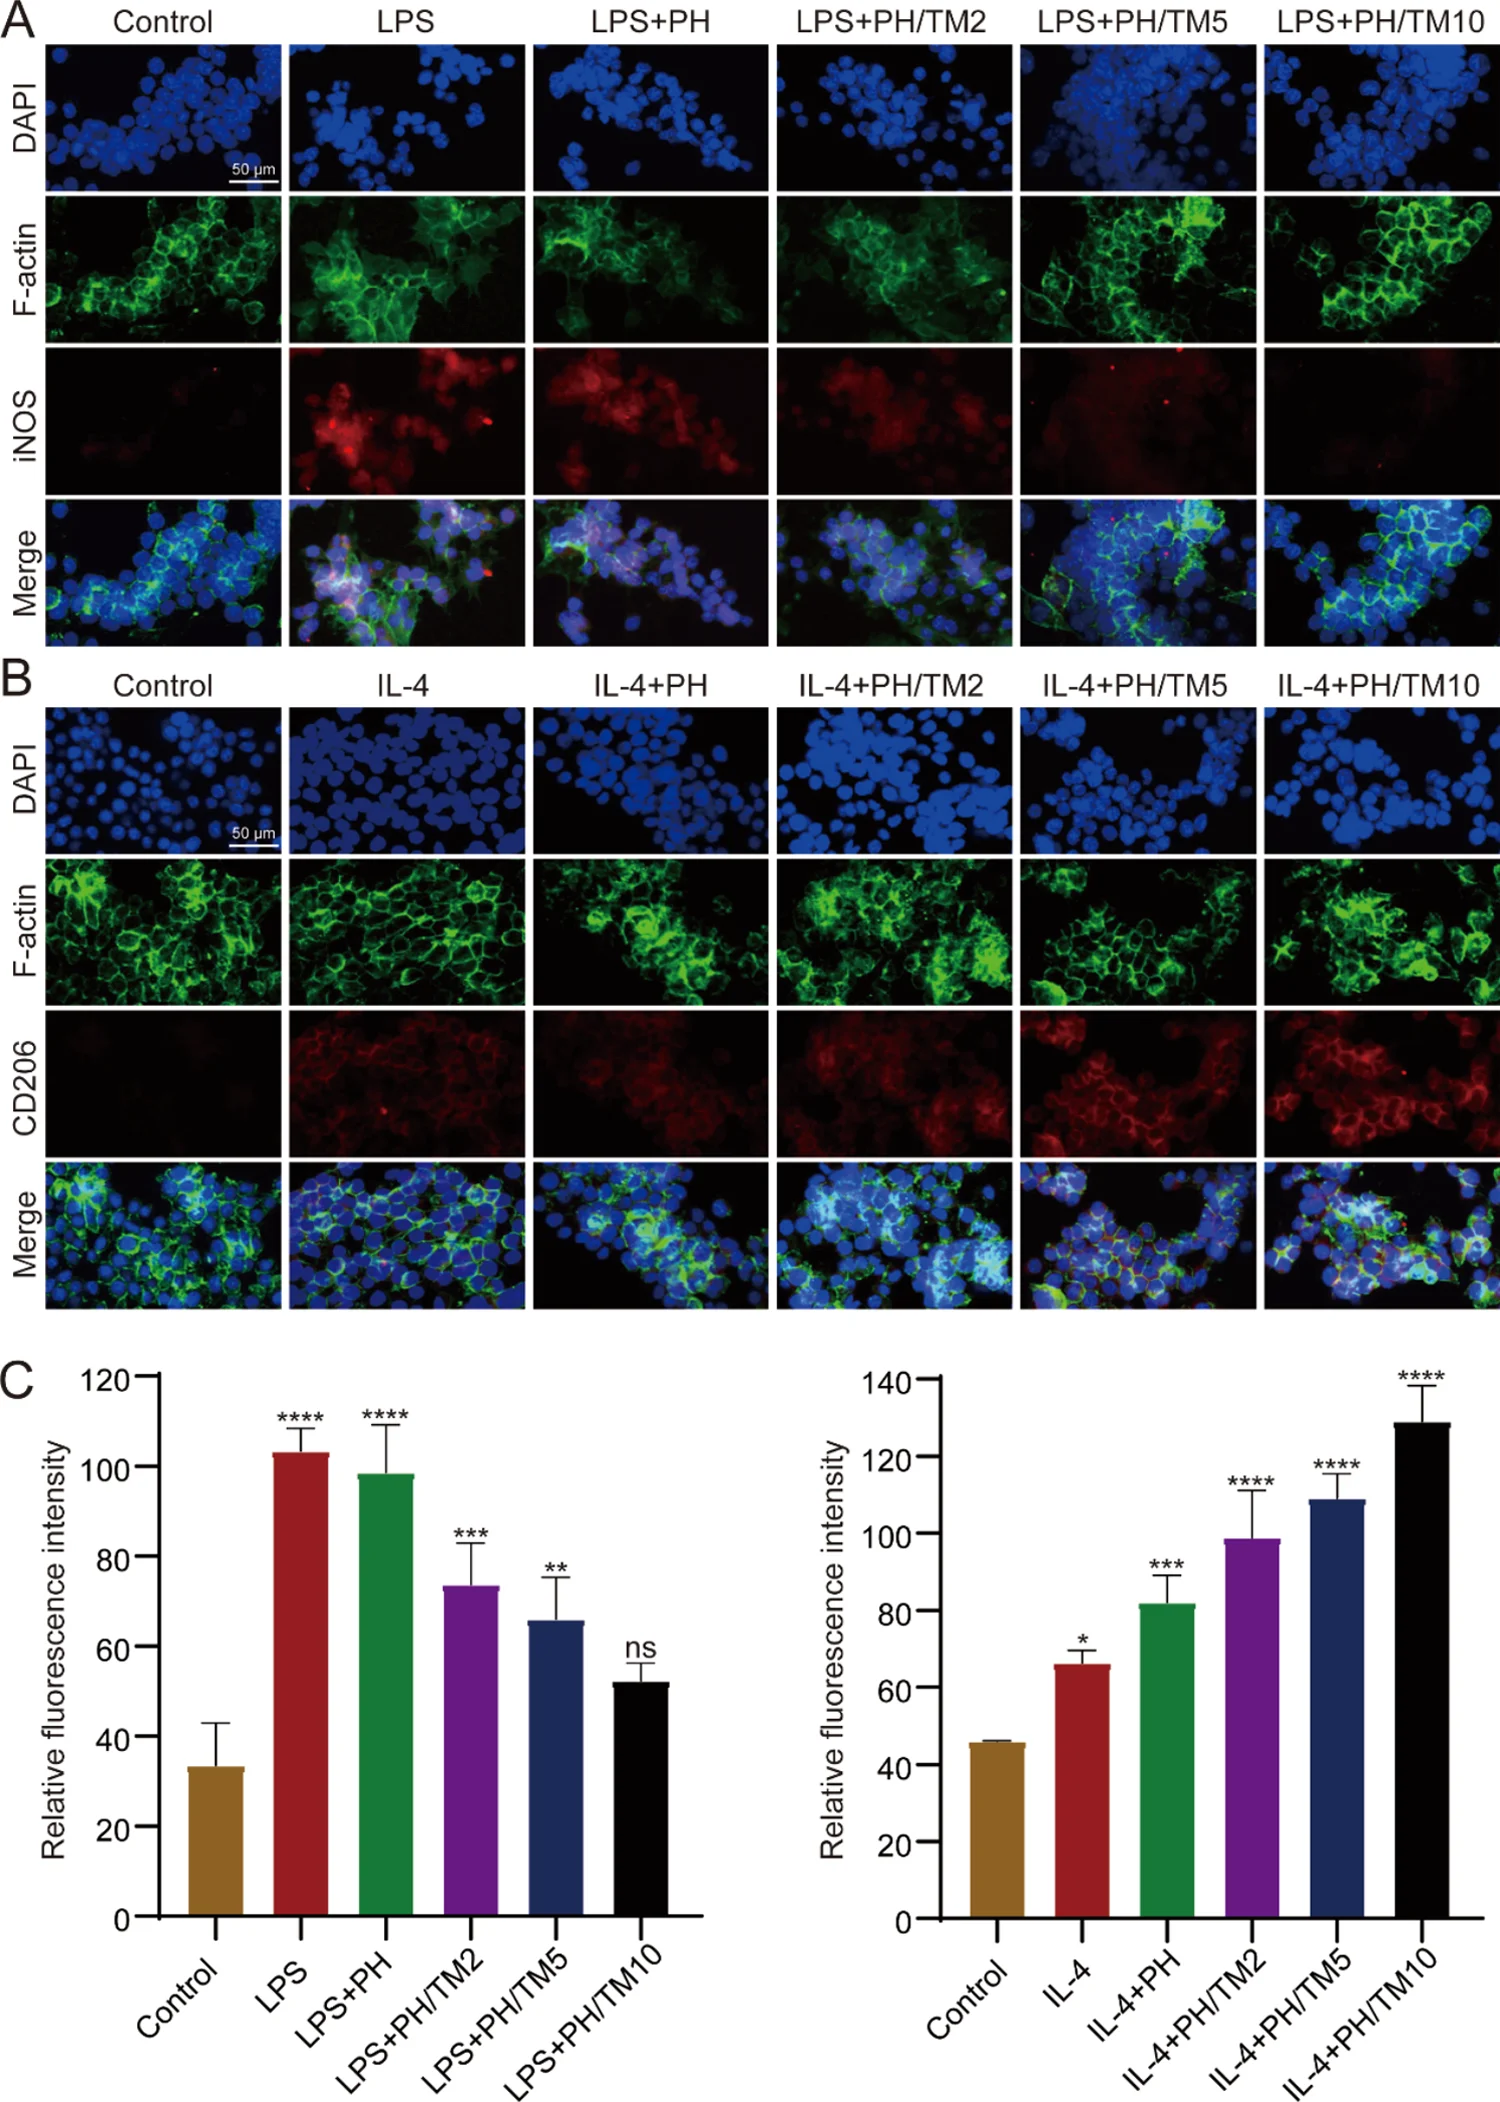 A
Control LPS LPS+PH LPS+PH/TM2 LPS+PH/TM5 LPS+PH/TM10
DAPI
50 µm
F-actin
iNOS
Merge
B
Control IL-4 IL-4+PH IL-4+PH/TM2 IL-4+PH/TM5 IL-4+PH/TM10
DAPI
50 µm
F-actin
CD206
Merge
C
Relative fluorescence intensity
120
100
80
60
40
20
0
****
****
***
**
ns
Control
LPS
LPS+PH
LPS+PH/TM2
LPS+PH/TM5
LPS+PH/TM10
Relative fluorescence intensity
140
120
100
80
60
40
20
0
*
***
****
****
****
Control
IL-4
IL-4+PH
IL-4+PH/TM2
IL-4+PH/TM5
IL-4+PH/TM10